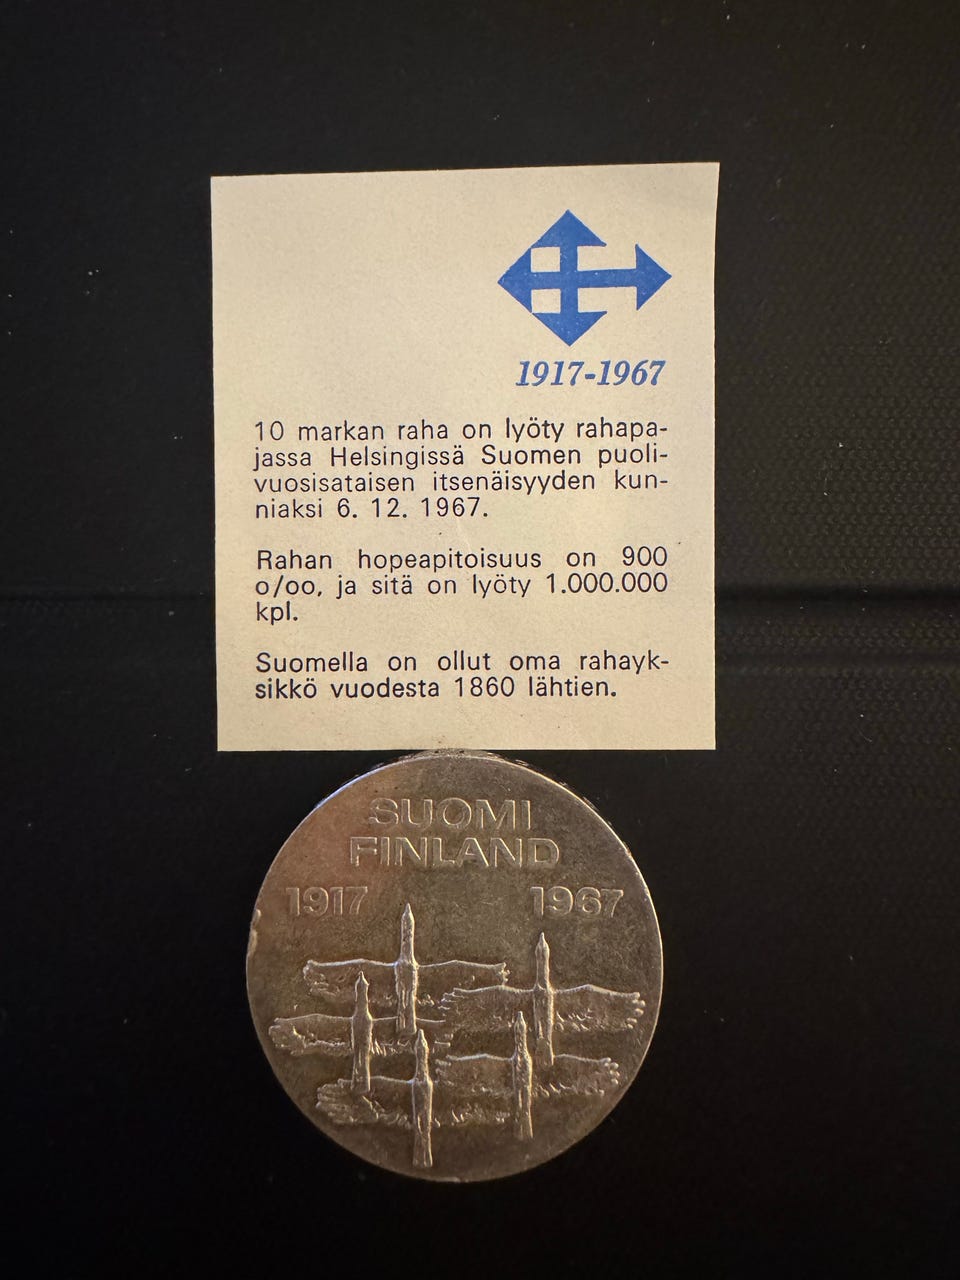 1917-1967
10 markan raha on lyöty rahapa-
jassa Helsingissä Suomen puoli-
vuosisataisen itsenäisyyden kun-
niaksi 6. 12. 1967.
Rahan hopeapitoisuus on 900
o/oo, ja sitä on lyöty 1.000.000
kpl.
Suomella on ollut oma rahayk-
sikkö vuodesta 1860 lähtien.
SUOMI
FINLAND
1917 1967